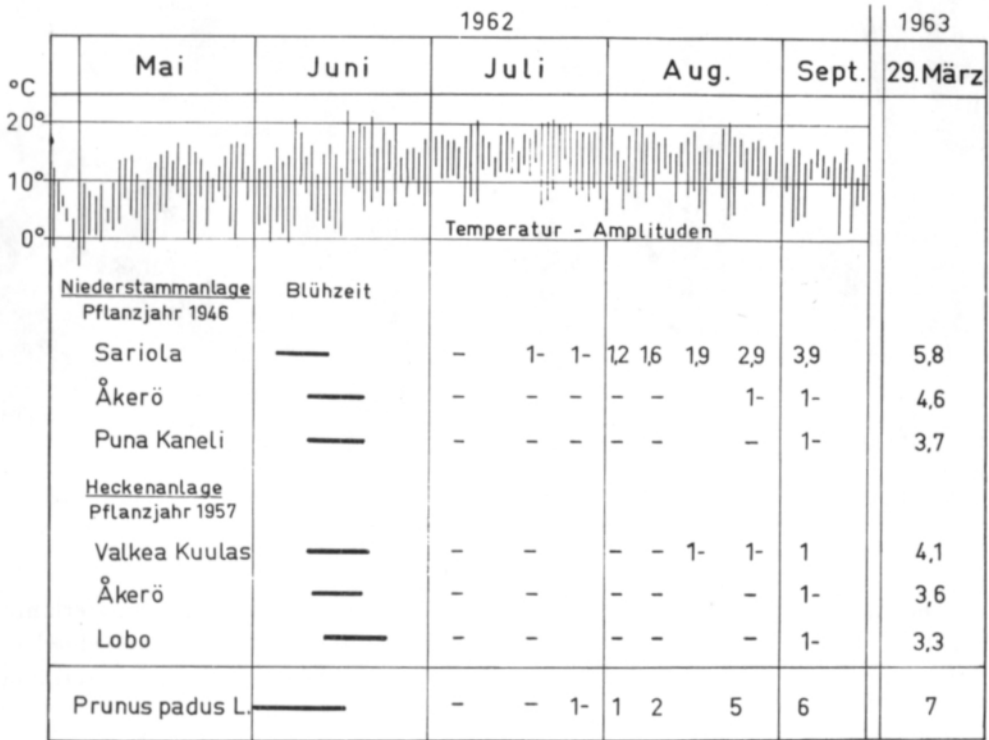 1962 1963
Mai Juni Juli Aug. Sept. 29. März
°C
20°
10°
0°
Temperatur - Amplituden
Niederstammanlage Blühzeit
Pflanzjahr 1946
Sariola - 1- 1- 1,2 1,6 1,9 2,9 3,9 5,8
Åkerö - - - - - 1- 1- 4,6
Puna Kaneli - - - - - - 1- 3,7
Heckenanlage
Pflanzjahr 1957
Valkea Kuulas - - - - 1- 1- 1 4,1
Åkerö - - - - - 1- 3,6
Lobo - - - - - 1- 3,3
Prunus padus L. - - 1- 1 2 5 6 7